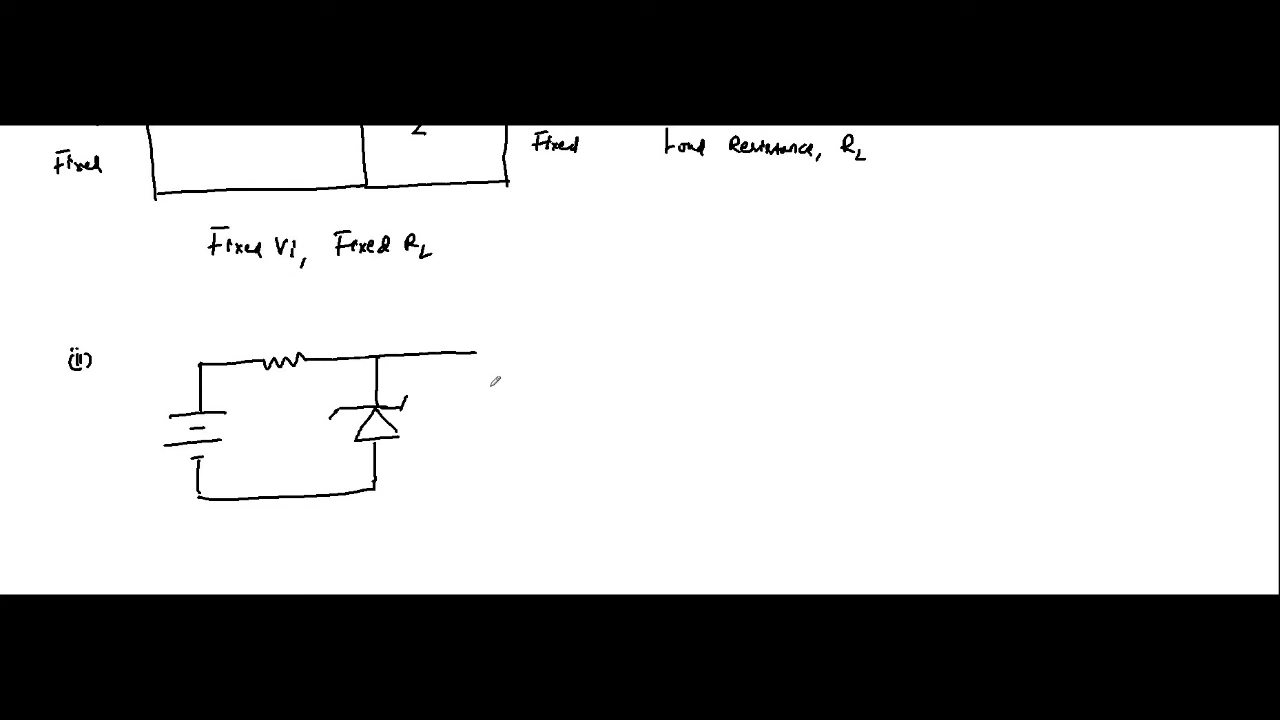 Fixed
Fixed
Load Resistance, RL
Fixed Vi, Fixed RL
(ii)